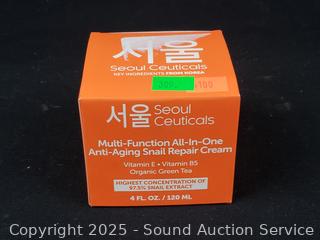 서울
Seoul Ceuticals
KEY INGREDIENTS FROM KOREA
서울 Seoul
Ceuticals
Multi-Function All-In-One
Anti-Aging Snail Repair Cream
Vitamin E • Vitamin B5
Organic Green Tea
HIGHEST CONCENTRATION OF
97.5% SNAIL EXTRACT
4 FL. OZ. / 120 ML
Copyright 2025 - Sound Auction Service